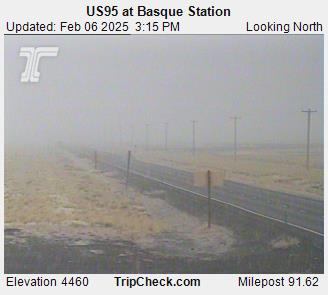 US95 at Basque Station
Updated: Feb 06 2025 3:15 PM Looking North
Elevation 4460 TripCheck.com Milepost 91.62